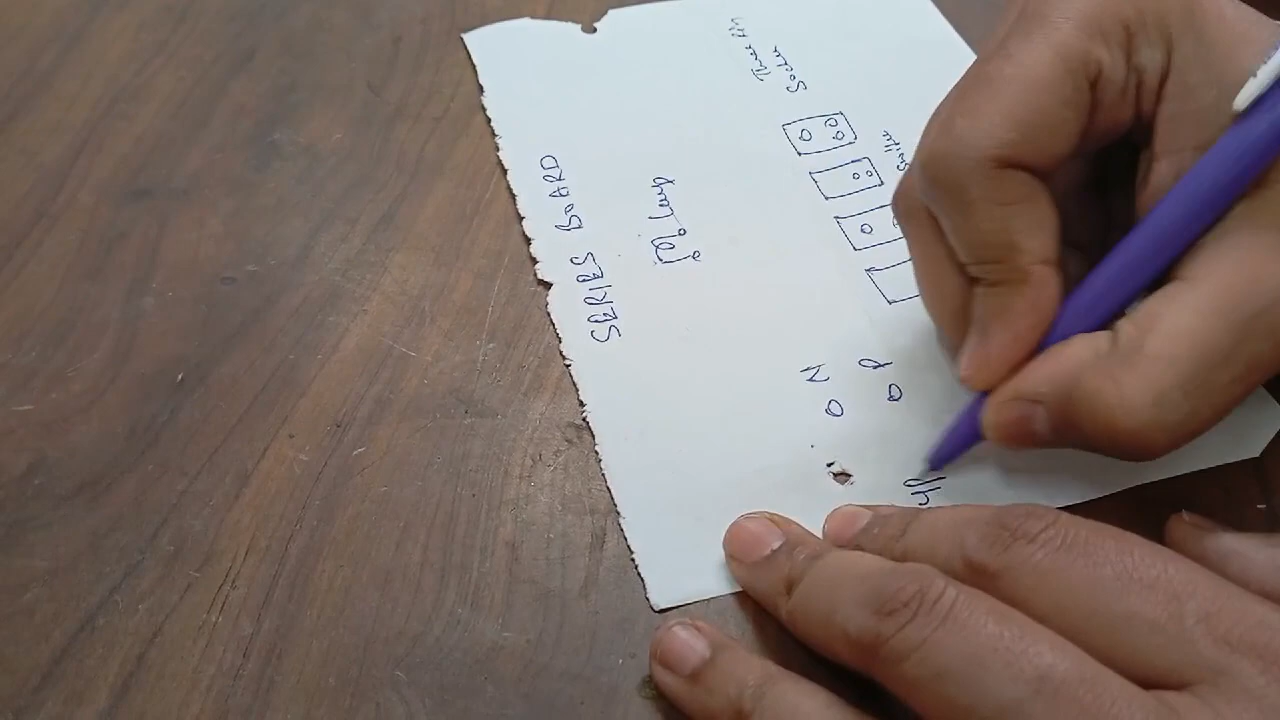 SERIES BOARD
Lamp
Three Pin
Socket
N
P